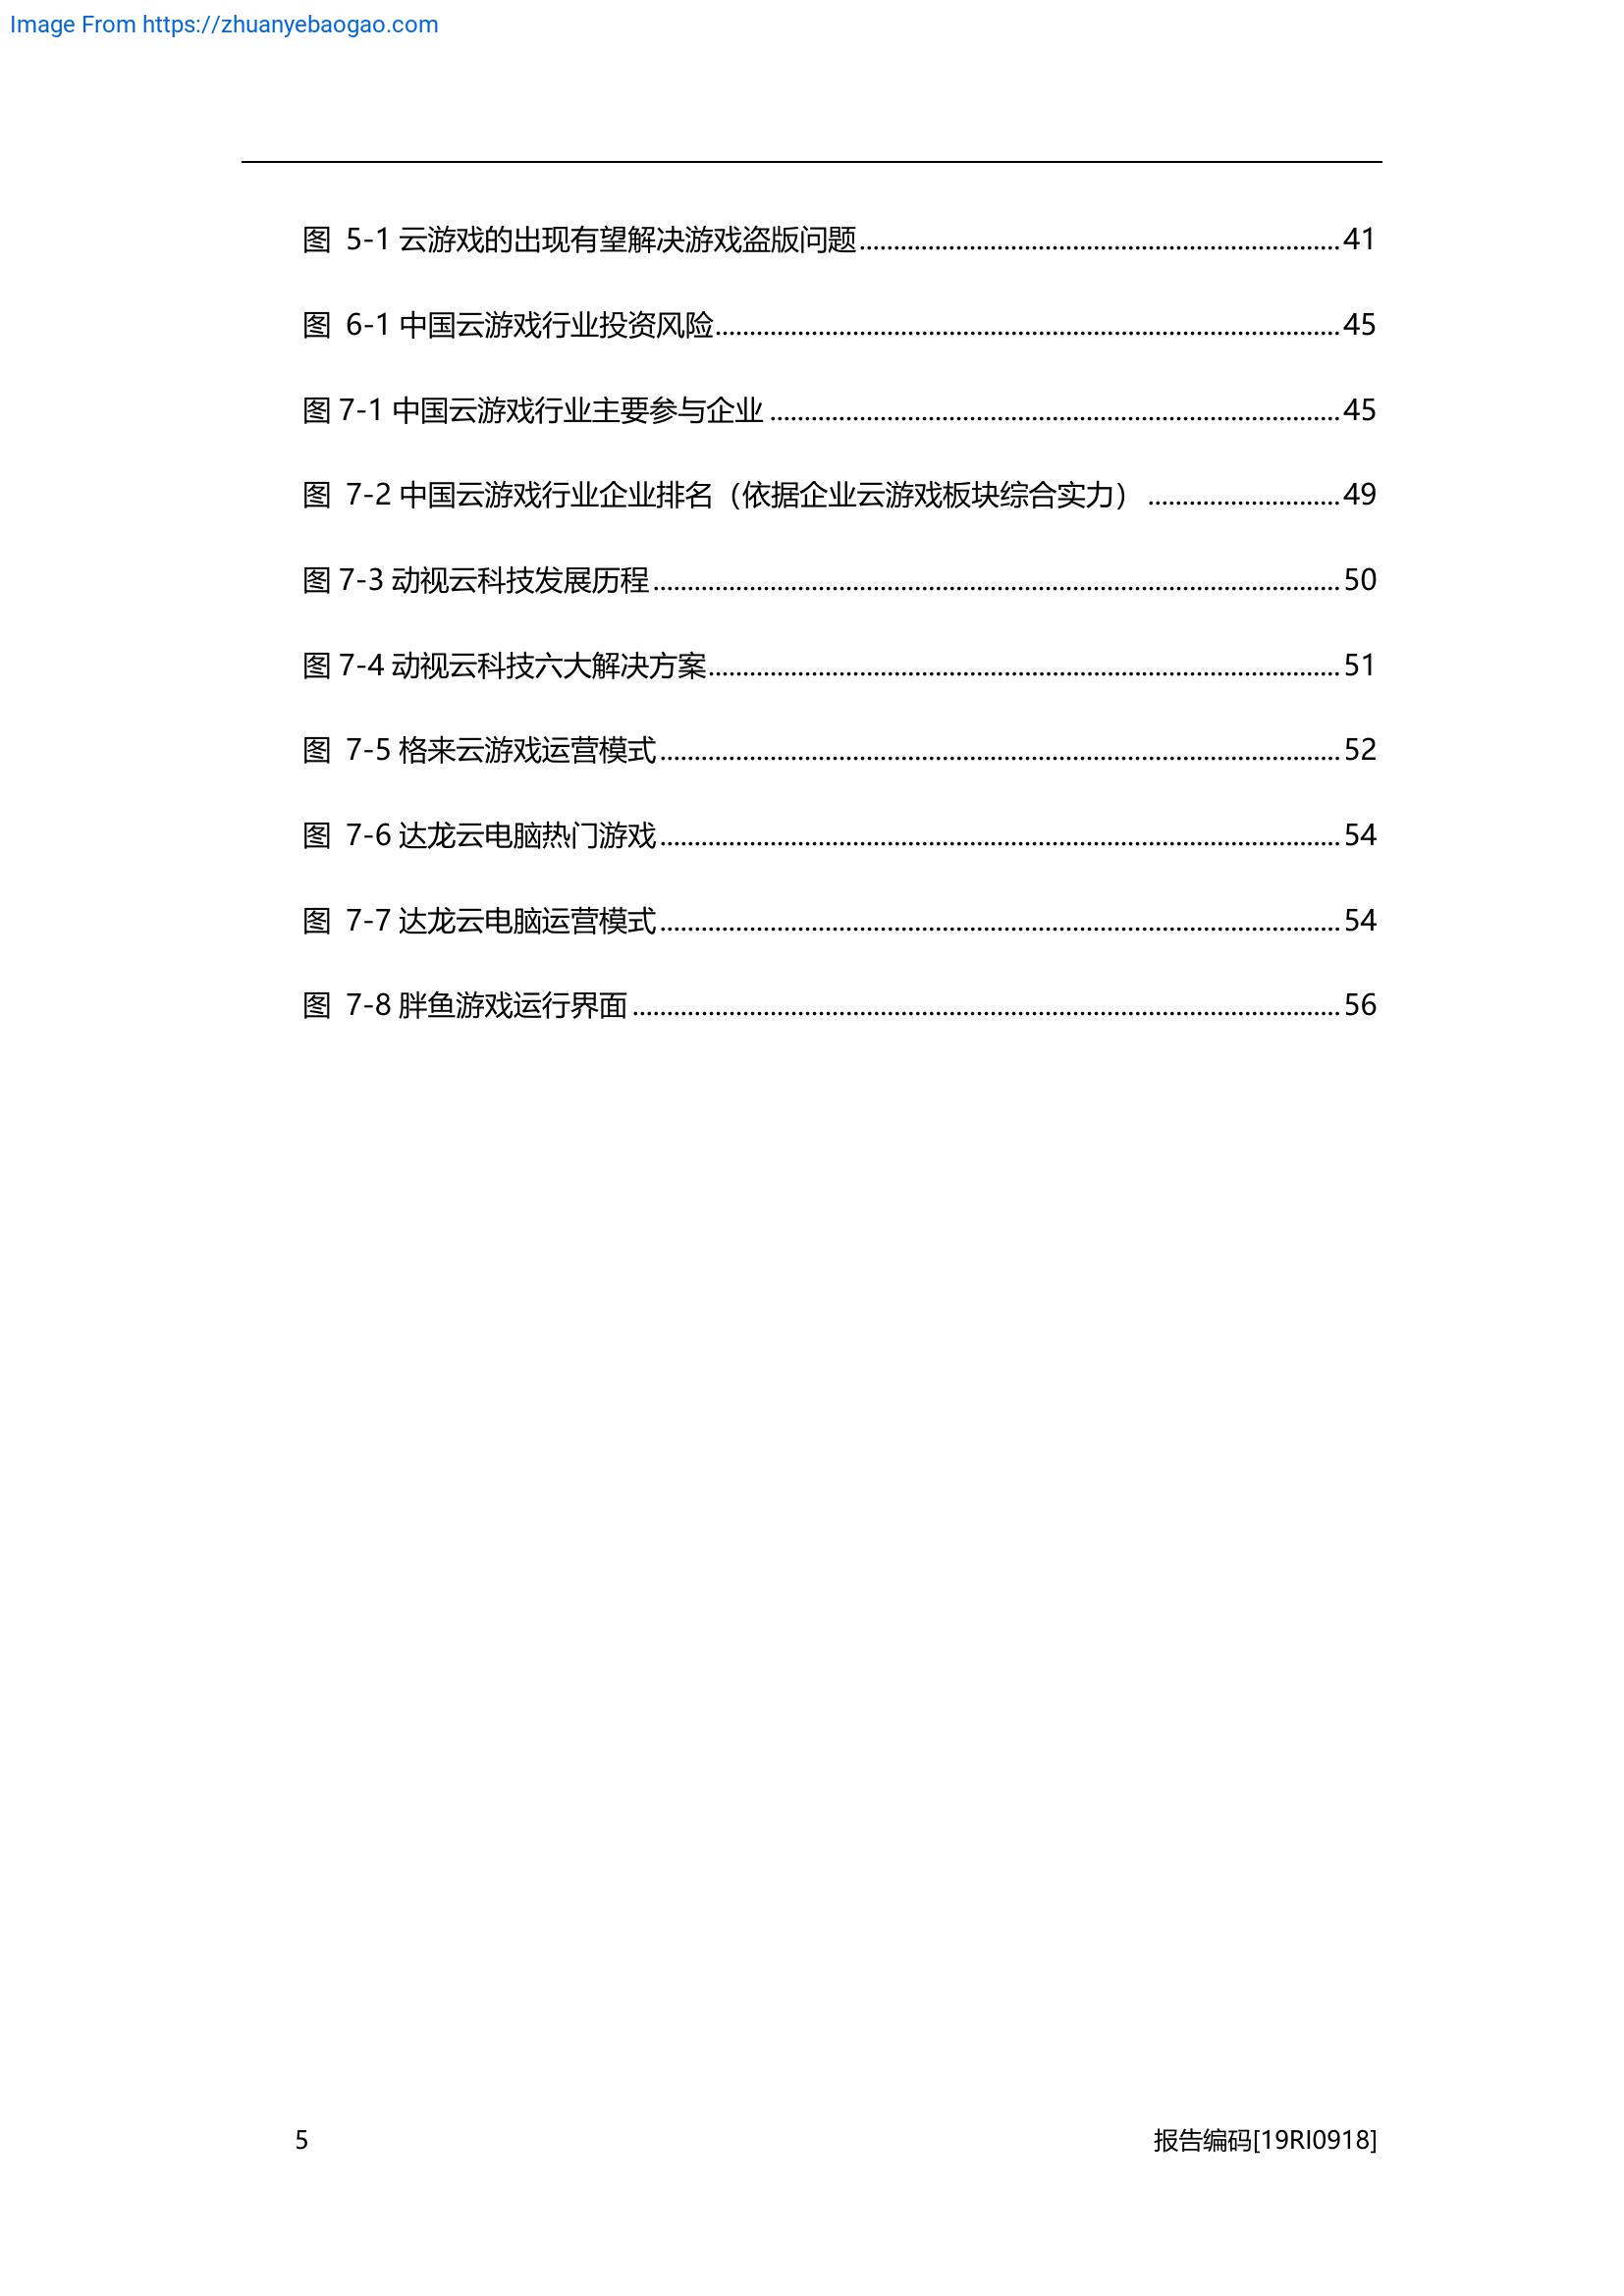 Image From https://zhuanyebaogao.com
图 5-1 云游戏的出现有望解决游戏盗版问题......................................................................41
图 6-1 中国云游戏行业投资风险...........................................................................................45
图 7-1 中国云游戏行业主要参与企业...................................................................................45
图 7-2 中国云游戏行业企业排名（依据企业云游戏板块综合实力）............................49
图 7-3 动视云科技发展历程....................................................................................................50
图 7-4 动视云科技六大解决方案............................................................................................51
图 7-5 格来云游戏运营模式...................................................................................................52
图 7-6 达龙云电脑热门游戏...................................................................................................54
图 7-7 达龙云电脑运营模式...................................................................................................54
图 7-8 胖鱼游戏运行界面.......................................................................................................56
5 报告编码[19RI0918]